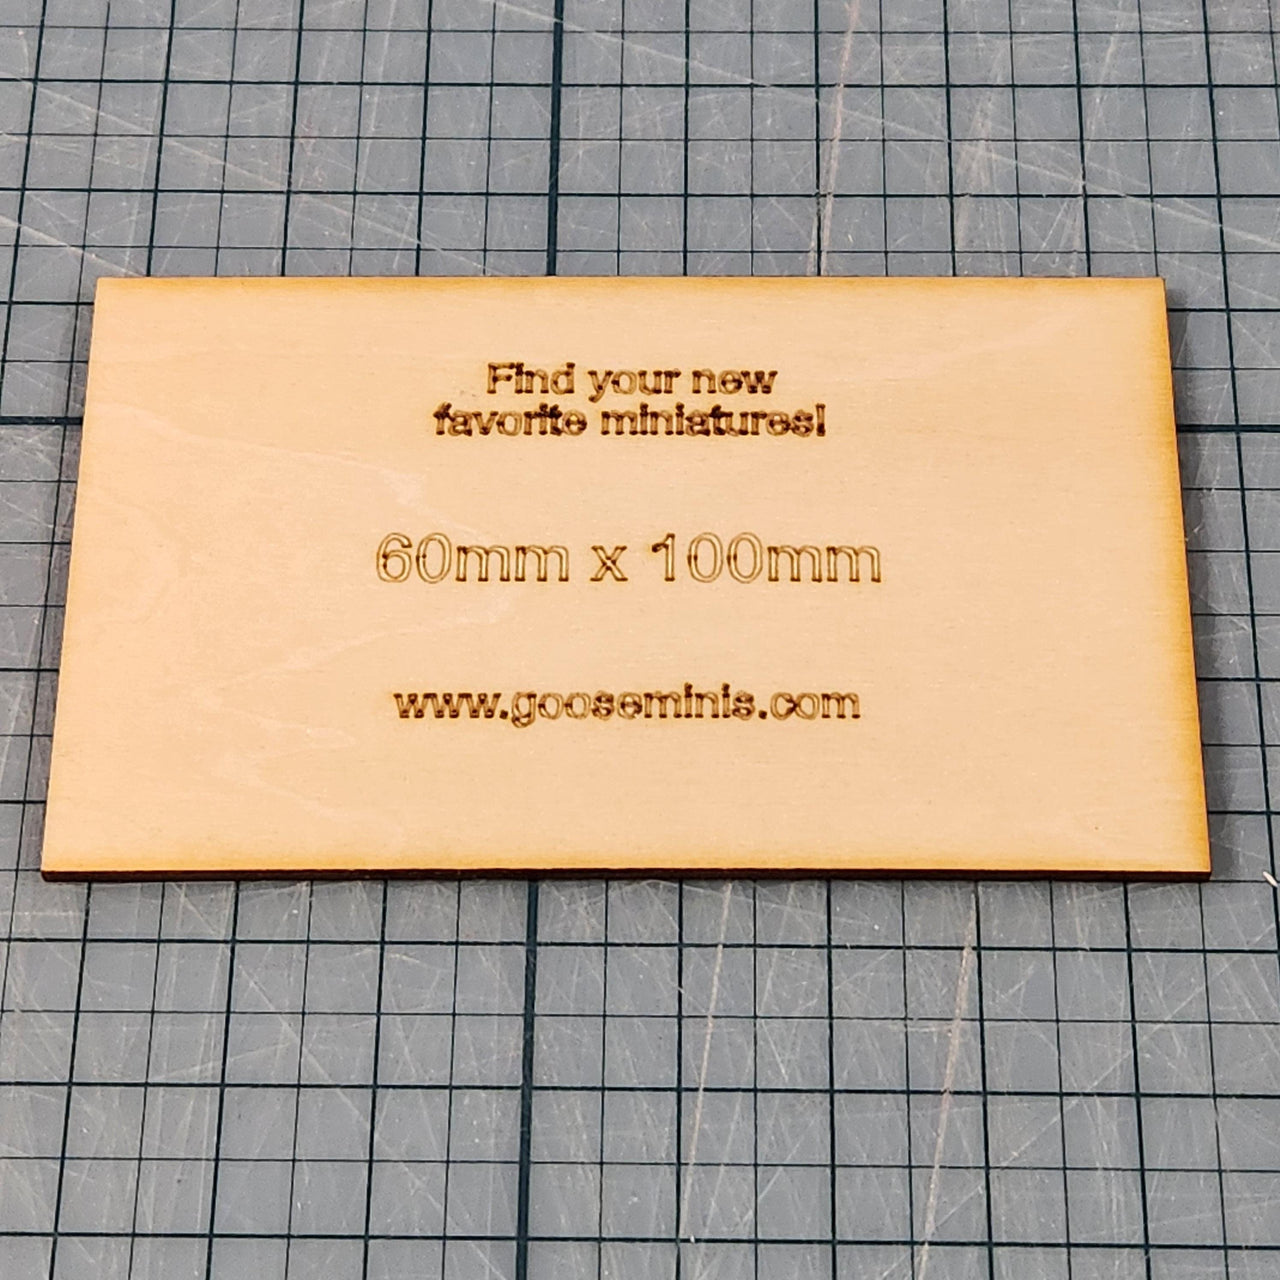 Find your new
favorite miniatures!
60mm x 100mm
www.gooseminis.com